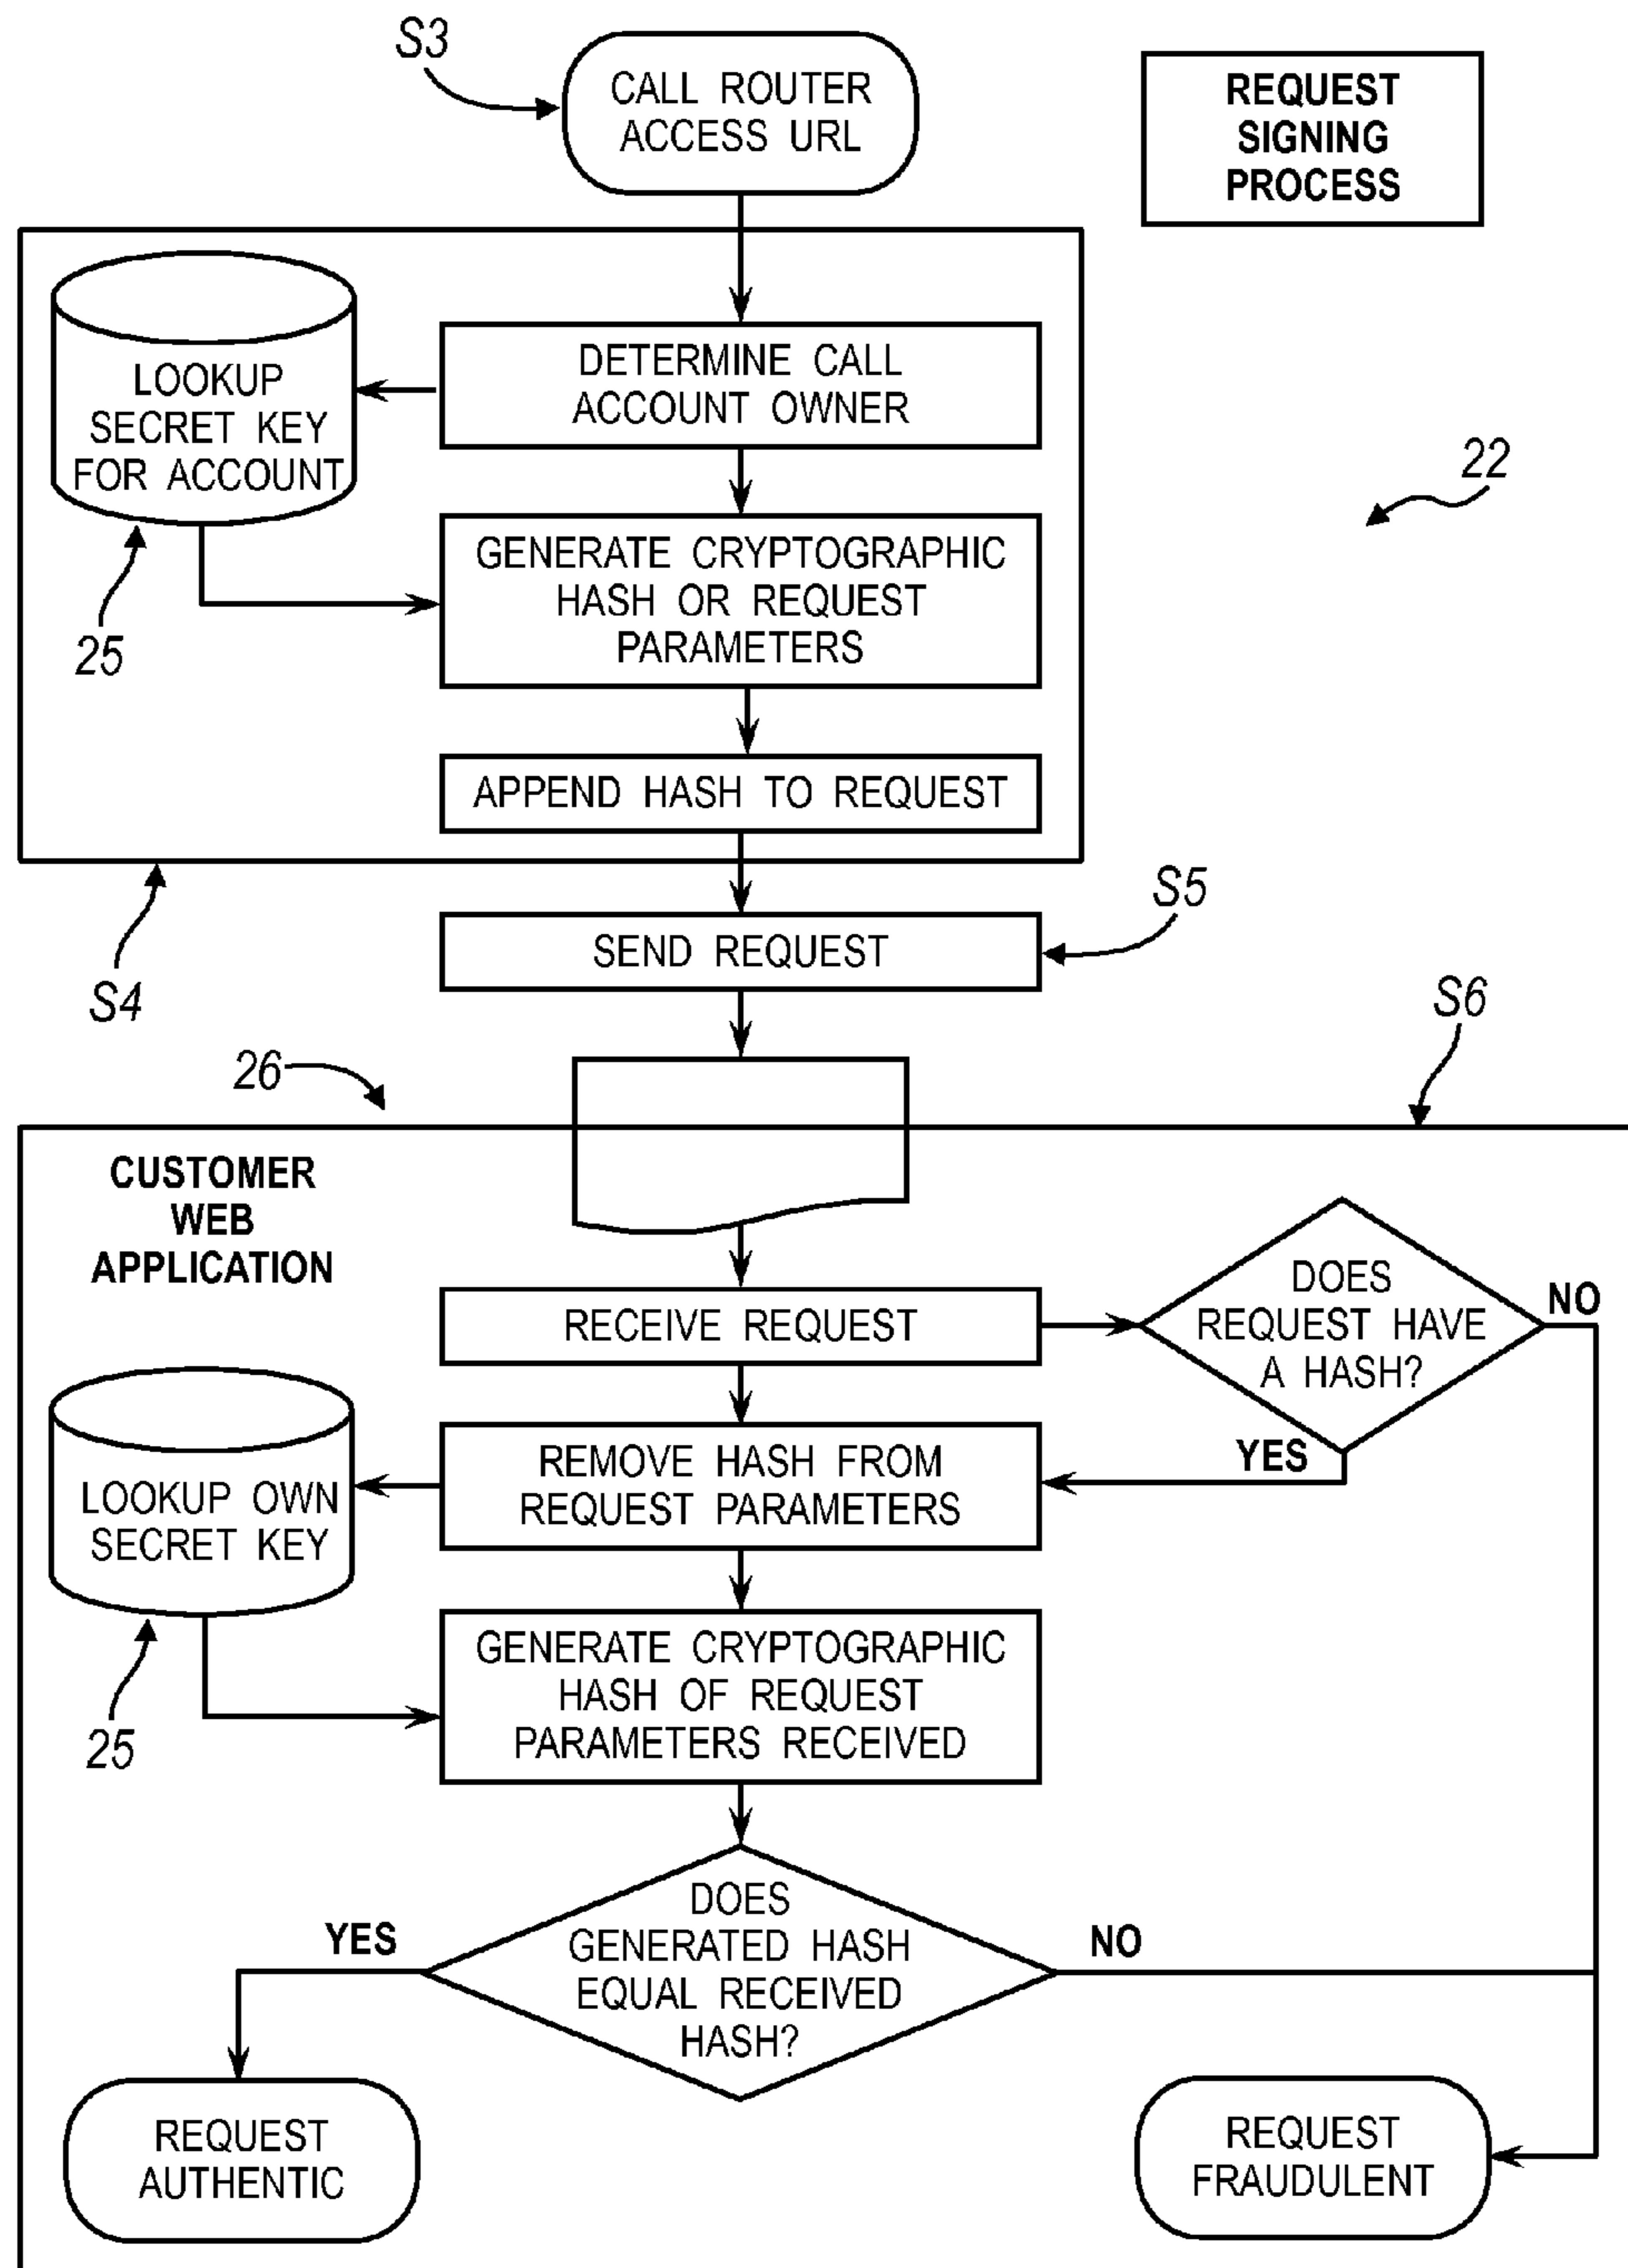 S3
CALL ROUTER
ACCESS URL
REQUEST
SIGNING
PROCESS
LOOKUP
SECRET KEY
FOR ACCOUNT
DETERMINE CALL
ACCOUNT OWNER
22
GENERATE CRYPTOGRAPHIC
HASH OR REQUEST
PARAMETERS
25
APPEND HASH TO REQUEST
S5
SEND REQUEST
S4
S6
26
CUSTOMER
WEB
APPLICATION
RECEIVE REQUEST
DOES
REQUEST HAVE
A HASH?
NO
YES
REMOVE HASH FROM
REQUEST PARAMETERS
LOOKUP OWN
SECRET KEY
GENERATE CRYPTOGRAPHIC
HASH OF REQUEST
PARAMETERS RECEIVED
25
DOES
GENERATED HASH
EQUAL RECEIVED
HASH?
YES
NO
REQUEST
AUTHENTIC
REQUEST
FRAUDULENT